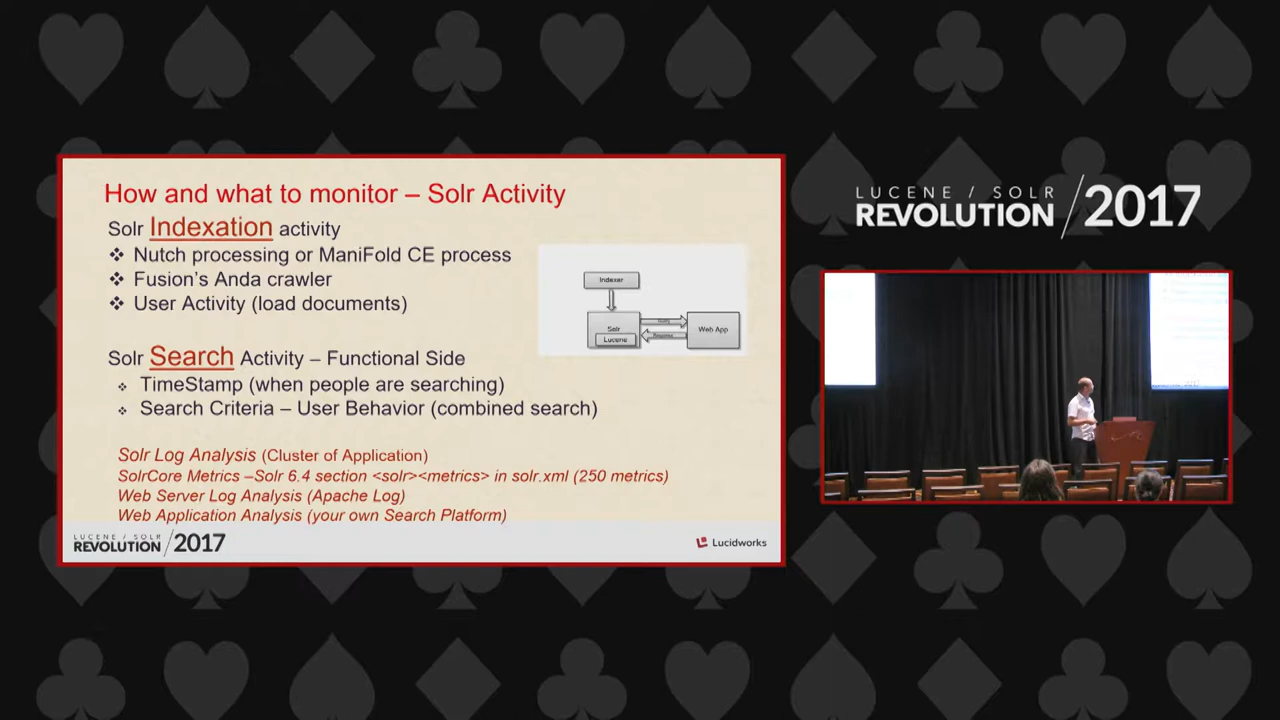 How and what to monitor – Solr Activity
Solr Indexation activity
❖ Nutch processing or ManiFold CE process
❖ Fusion's Anda crawler
❖ User Activity (load documents)
Indexer
Solr
Lucene
Web App
Response
Solr Search Activity – Functional Side
❖ TimeStamp (when people are searching)
❖ Search Criteria – User Behavior (combined search)
Solr Log Analysis (Cluster of Application)
SolrCore Metrics –Solr 6.4 section <solr><metrics> in solr.xml (250 metrics)
Web Server Log Analysis (Apache Log)
Web Application Analysis (your own Search Platform)
LUCENE / SOLR
REVOLUTION /2017
Lucidworks
LUCENE / SOLR
REVOLUTION /2017